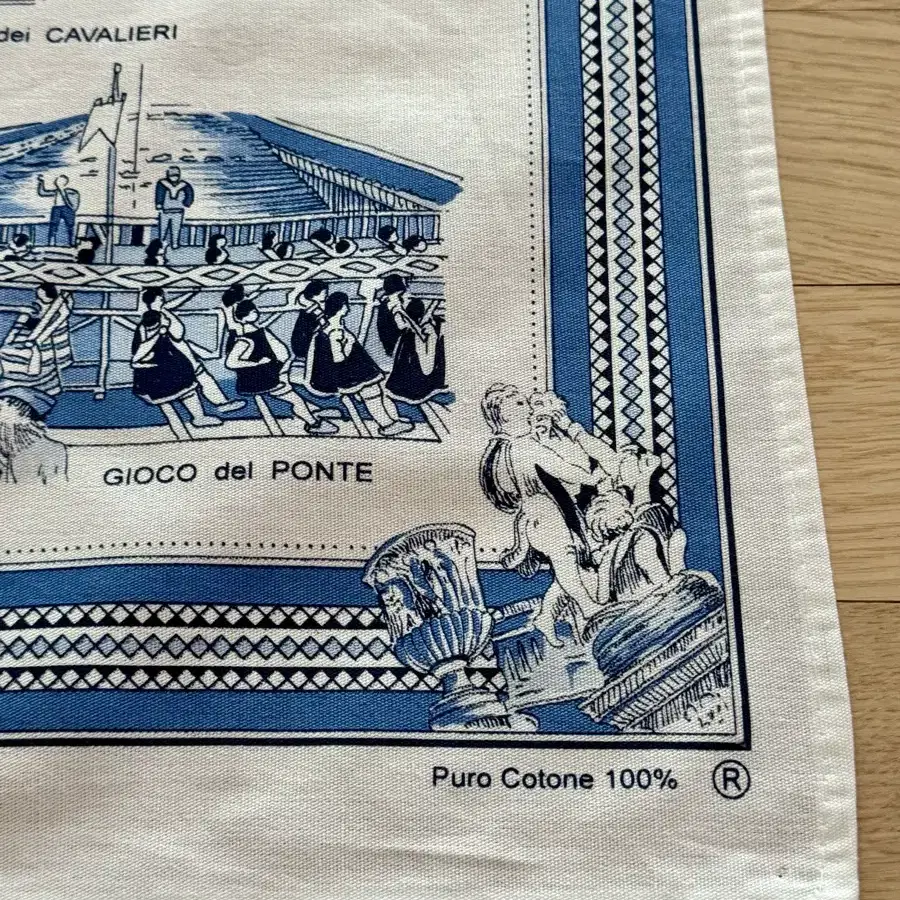 dei CAVALIERI
GIOCO del PONTE
Puro Cotone 100% ®